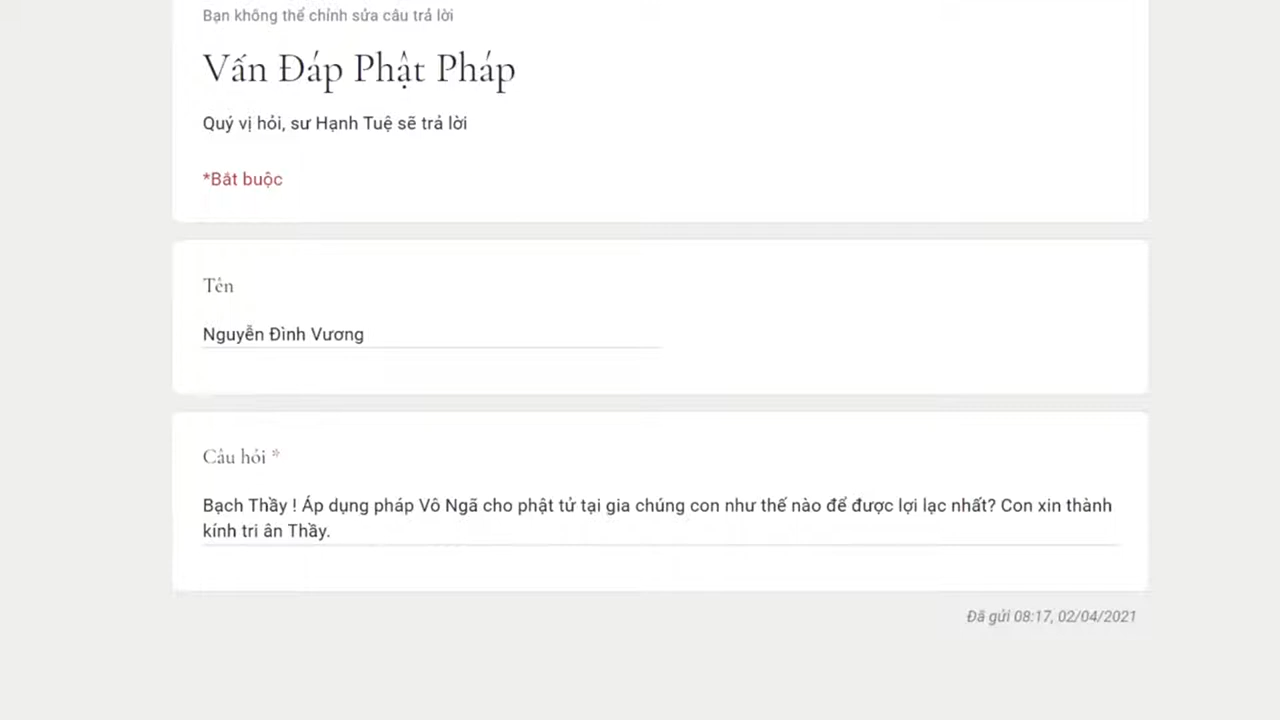 Bạn không thể chỉnh sửa câu trả lời
Vấn Đáp Phật Pháp
Quý vị hỏi, sư Hạnh Tuệ sẽ trả lời
*Bắt buộc
Tên
Nguyễn Đình Vương
Câu hỏi *
Bạch Thầy ! Áp dụng pháp Vô Ngã cho phật tử tại gia chúng con như thế nào để được lợi lạc nhất? Con xin thành
kính tri ân Thầy.
Đã gửi 08:17, 02/04/2021